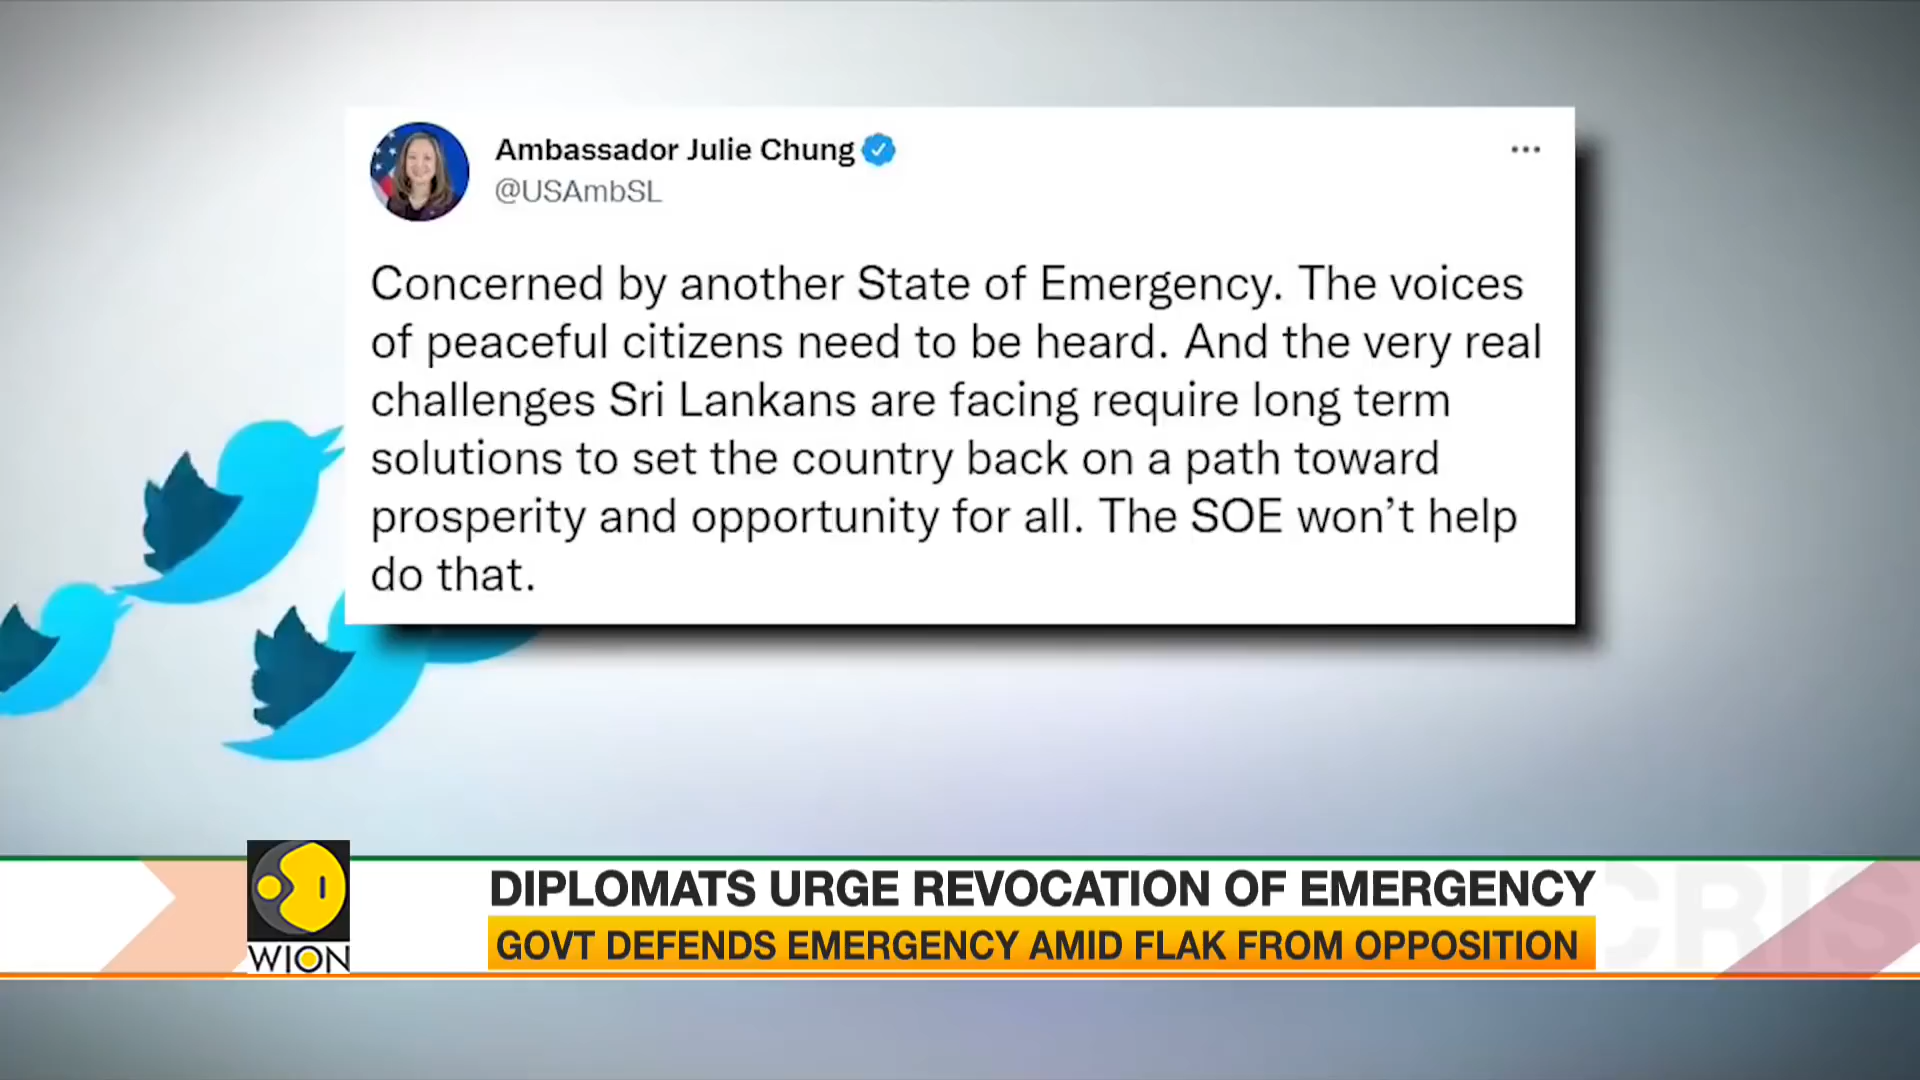 Ambassador Julie Chung
@USAmbSL
Concerned by another State of Emergency. The voices
of peaceful citizens need to be heard. And the very real
challenges Sri Lankans are facing require long term
solutions to set the country back on a path toward
prosperity and opportunity for all. The SOE won’t help
do that.
DIPLOMATS URGE REVOCATION OF EMERGENCY
GOVT DEFENDS EMERGENCY AMID FLAK FROM OPPOSITION
WION
CRIS